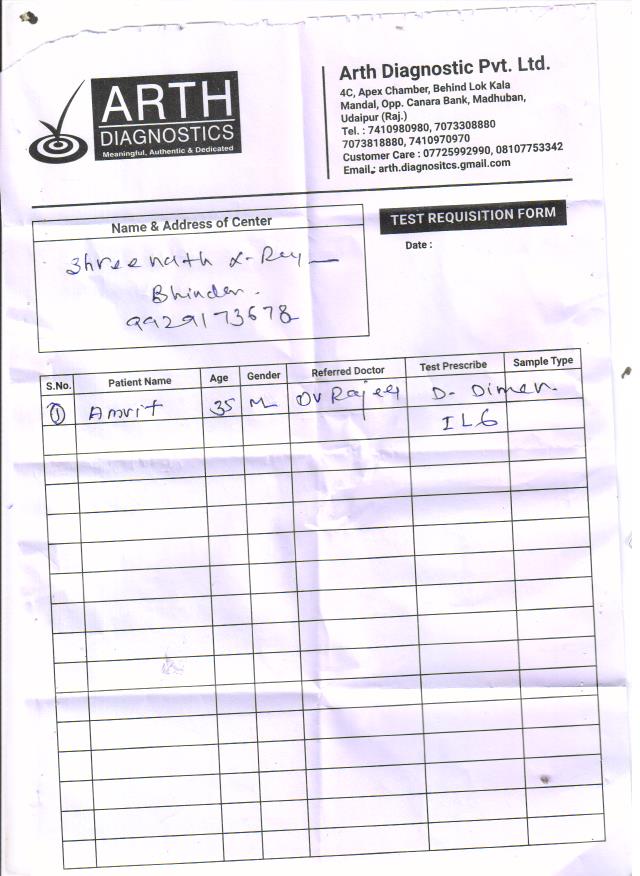 ARTH
DIAGNOSTICS
Meaningful, Authentic & Dedicated
Arth Diagnostic Pvt. Ltd.
4C, Apex Chamber, Behind Lok Kala
Mandal, Opp. Canara Bank, Madhuban,
Udaipur (Raj.)
Tel. : 7410980980, 7073308880
7073818880, 7410970970
Customer Care : 07725992990, 08107753342
Email.: arth.diagnositcs.gmail.com
Name & Address of Center
Shreenath X-Ray
Bhinder.
9929173678
TEST REQUISITION FORM
Date :
S.No. Patient Name Age Gender Referred Doctor Test Prescribe Sample Type
1 Amrit 35 M Dr Rajeev D-Dimer.
IL6